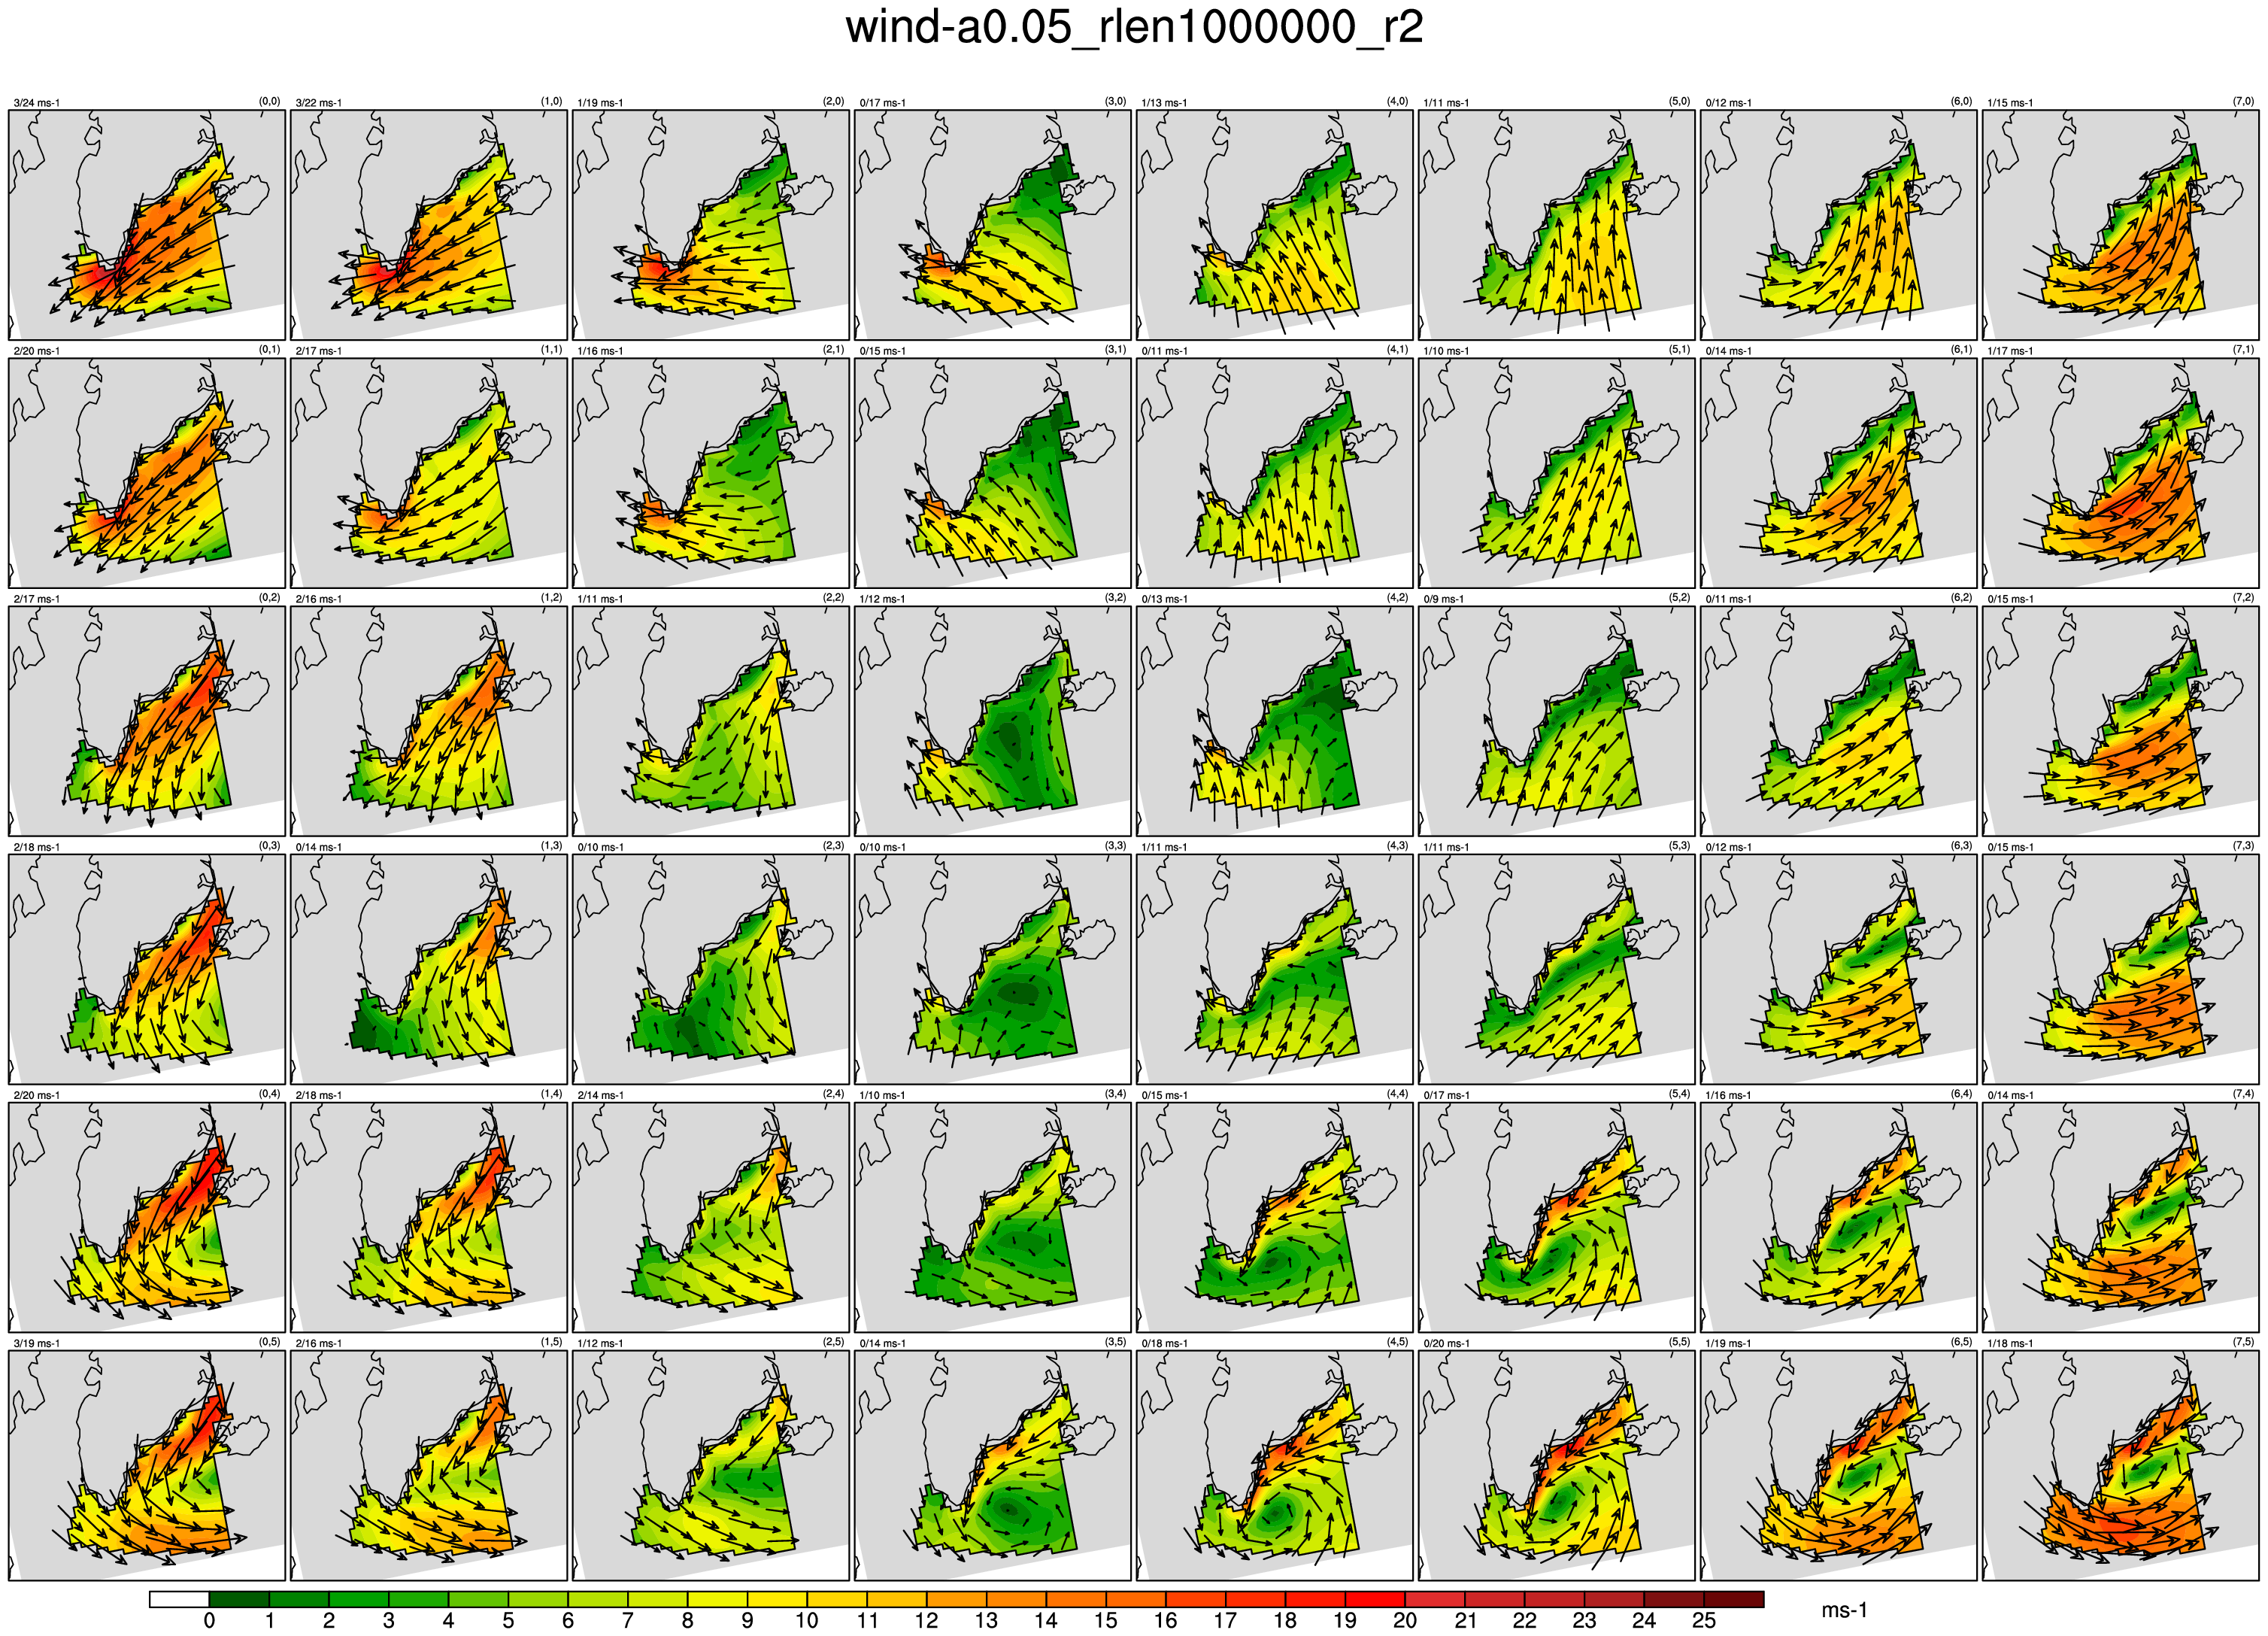 wind-a0.05_rlen1000000_r2
3/24 ms-1 (0,0) 3/22 ms-1 (1,0) 1/19 ms-1 (2,0) 0/17 ms-1 (3,0) 1/13 ms-1 (4,0) 1/11 ms-1 (5,0) 0/12 ms-1 (6,0) 1/15 ms-1 (7,0)
2/20 ms-1 (0,1) 2/17 ms-1 (1,1) 1/16 ms-1 (2,1) 0/15 ms-1 (3,1) 0/11 ms-1 (4,1) 1/10 ms-1 (5,1) 0/14 ms-1 (6,1) 1/17 ms-1 (7,1)
2/17 ms-1 (0,2) 2/16 ms-1 (1,2) 1/11 ms-1 (2,2) 1/12 ms-1 (3,2) 0/13 ms-1 (4,2) 0/9 ms-1 (5,2) 0/11 ms-1 (6,2) 0/15 ms-1 (7,2)
2/18 ms-1 (0,3) 0/14 ms-1 (1,3) 0/10 ms-1 (2,3) 0/10 ms-1 (3,3) 1/11 ms-1 (4,3) 1/11 ms-1 (5,3) 0/12 ms-1 (6,3) 0/15 ms-1 (7,3)
2/20 ms-1 (0,4) 2/18 ms-1 (1,4) 2/14 ms-1 (2,4) 1/10 ms-1 (3,4) 0/15 ms-1 (4,4) 0/17 ms-1 (5,4) 1/16 ms-1 (6,4) 0/14 ms-1 (7,4)
3/19 ms-1 (0,5) 2/16 ms-1 (1,5) 1/12 ms-1 (2,5) 0/14 ms-1 (3,5) 0/18 ms-1 (4,5) 0/20 ms-1 (5,5) 1/19 ms-1 (6,5) 1/18 ms-1 (7,5)
0 1 2 3 4 5 6 7 8 9 10 11 12 13 14 15 16 17 18 19 20 21 22 23 24 25 ms-1